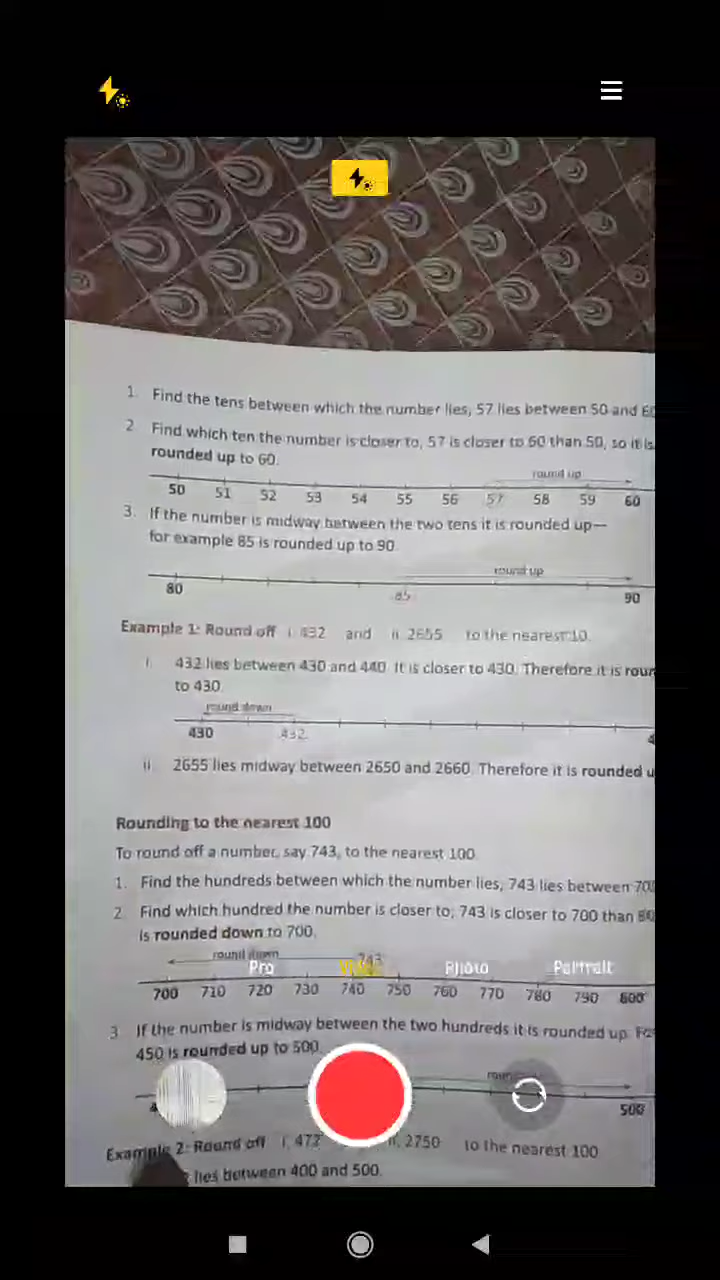 1. Find the tens between which the number lies, 57 lies between 50 and 60
2. Find which ten the number is closer to, 57 is closer to 60 than 50, so it is
rounded up to 60.
round up
50 51 52 53 54 55 56 57 58 59 60
3. If the number is midway between the two tens it is rounded up—
for example 85 is rounded up to 90.
round up
80 85 90
Example 1: Round off i. 432 and ii. 2655 to the nearest 10.
i. 432 lies between 430 and 440. It is closer to 430. Therefore it is roun
to 430.
round down
430 432 4
ii. 2655 lies midway between 2650 and 2660. Therefore it is rounded u
Rounding to the nearest 100
To round off a number, say 743, to the nearest 100
1. Find the hundreds between which the number lies, 743 lies between 700
2. Find which hundred the number is closer to; 743 is closer to 700 than 80
is rounded down to 700.
round down 743
Pro Photo Portrait
700 710 720 730 740 750 760 770 780 790 800
3. If the number is midway between the two hundreds it is rounded up. For
450 is rounded up to 500.
500
Example 2: Round off i. 473 ii. 2750 to the nearest 100
lies between 400 and 500.